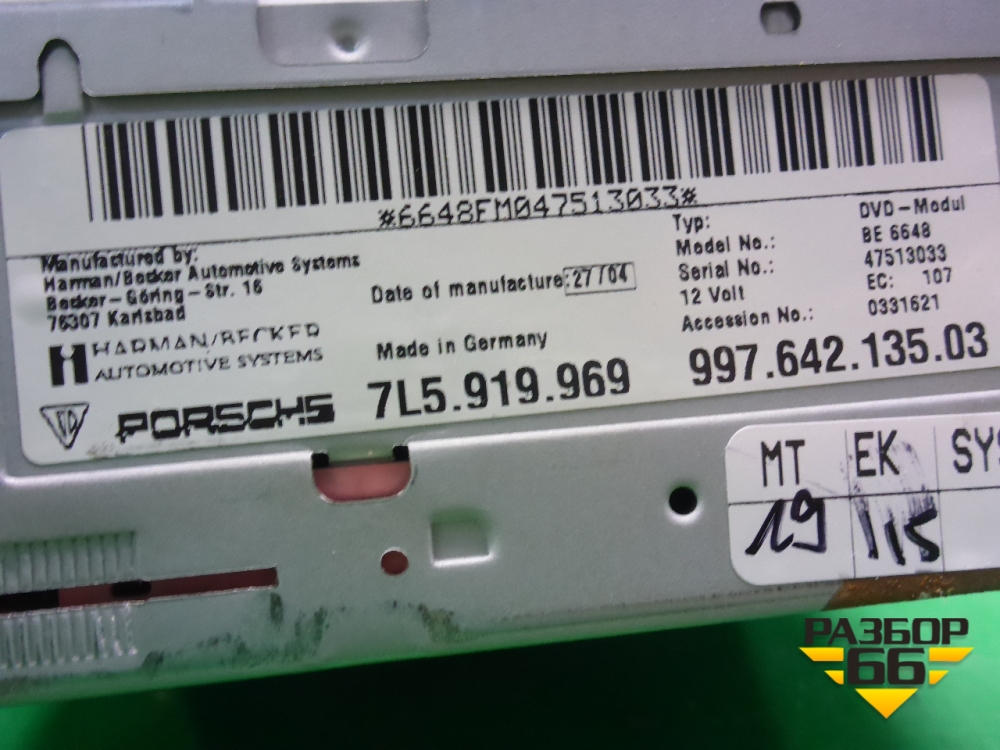 *6648FM047513033*
Manufactured by:
Harman/Becker Automotive Systems
Becker-Göring-Str. 16
76307 Karlsbad
HARMAN/BECKER
AUTOMOTIVE SYSTEMS
PORSCHE
Date of manufacture: 27/04
Made in Germany
7L5.919.969
Typ: DVD-Modul
Model No.: BE 6648
Serial No.: 47513033
12 Volt EC: 107
Accession No.: 0331621
997.642.135.03
MT EK SYS
19 115
РАЗБОР
66